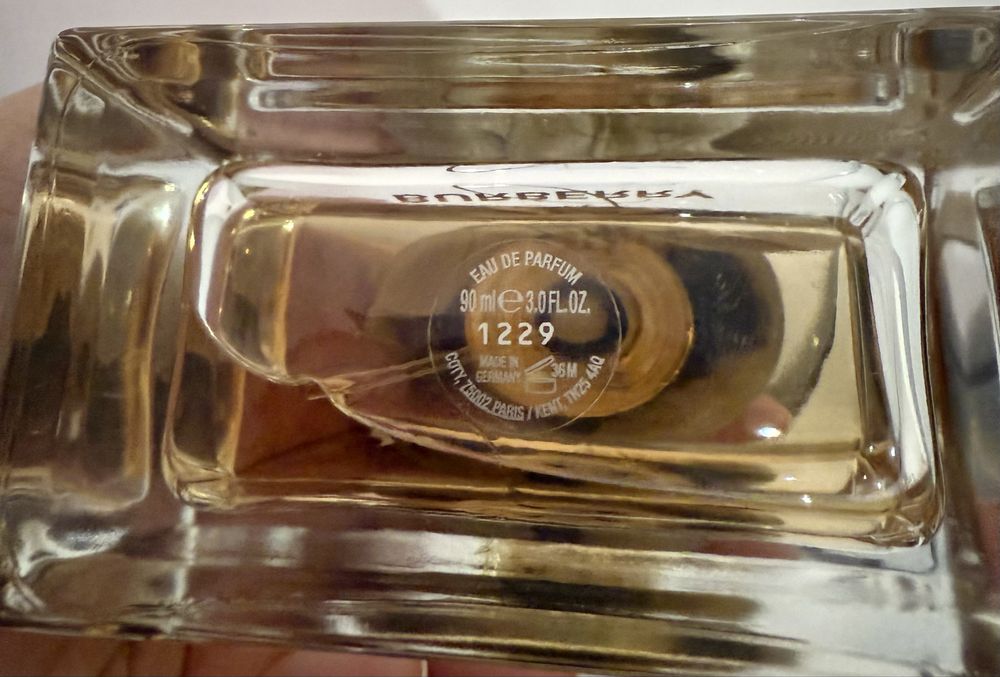 BURBERRY
EAU DE PARFUM
90 ml℮3.0 FL.OZ.
1229
MADE IN
GERMANY
36M
COTY, 75002 PARIS / KENT, TN25 4AQ